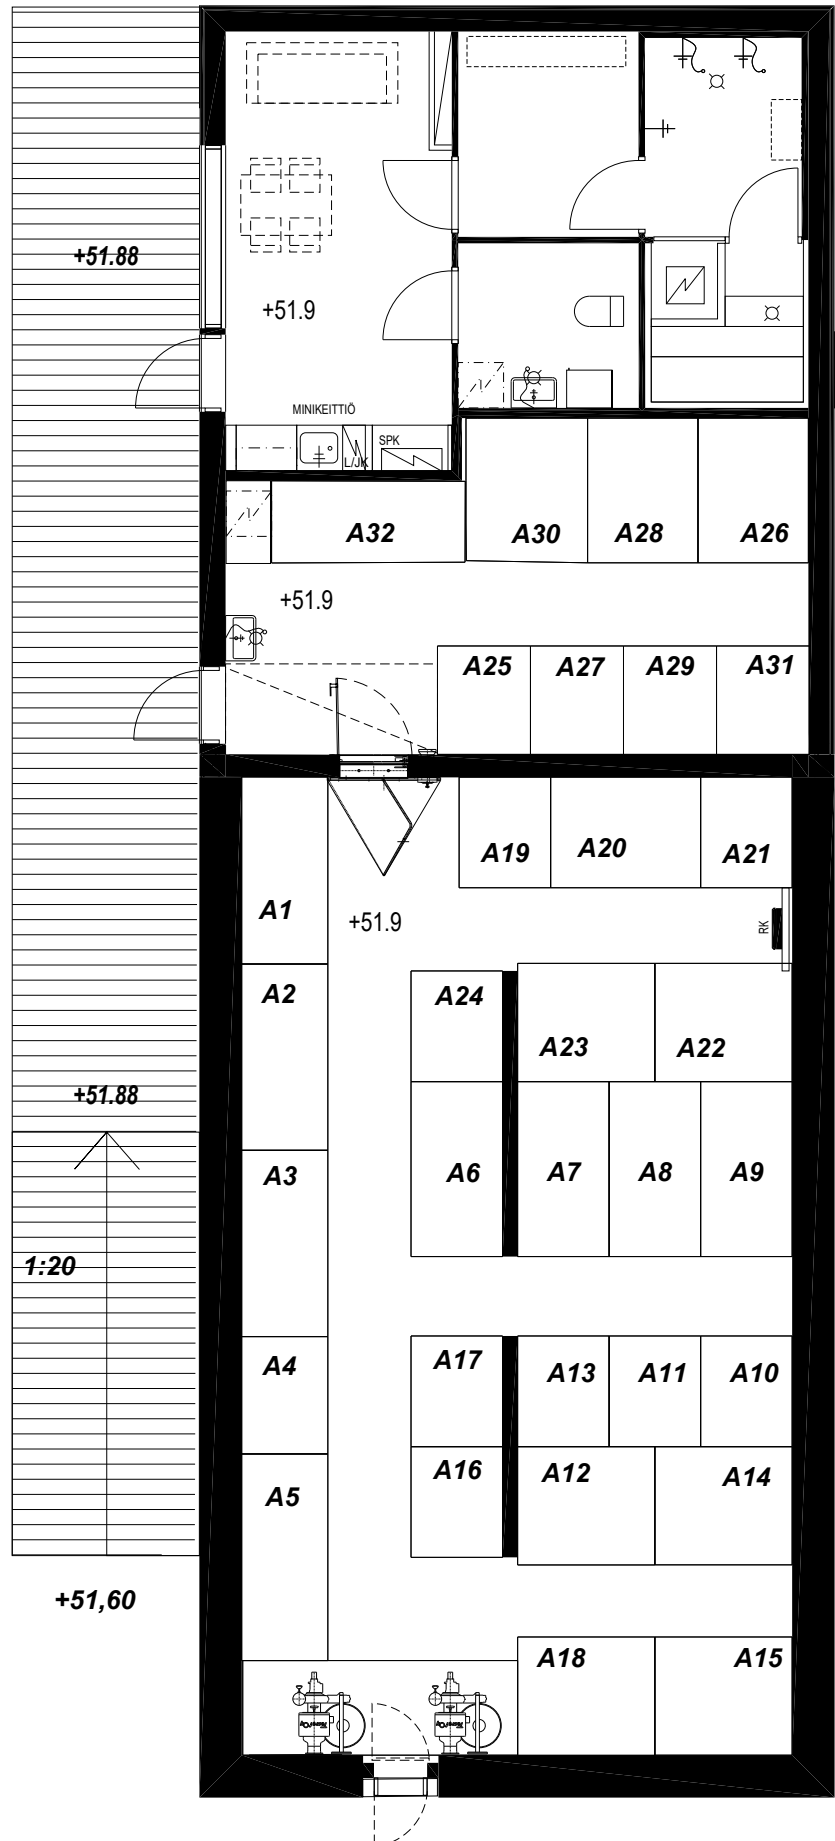 +51.88
+51.9
MINIKEITTIÖ
SPK
L/JK
A32
A30
A28
A26
+51.9
A25
A27
A29
A31
A19
A20
A21
A1
+51.9
RK
A2
A24
A23
A22
+51.88
A3
A6
A7
A8
A9
1:20
A4
A17
A13
A11
A10
A16
A12
A14
A5
+51,60
A18
A15